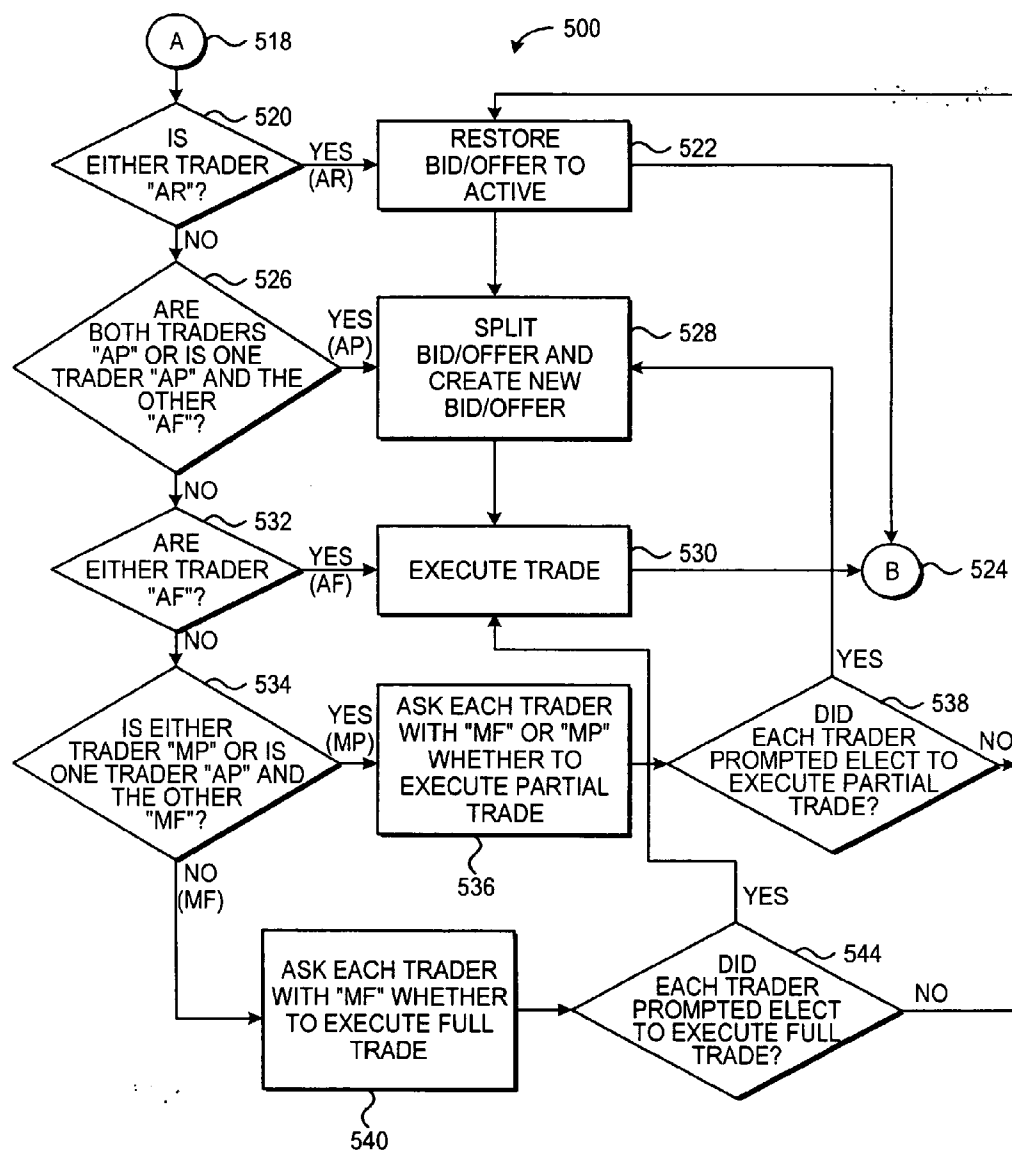 A
518
500
520
IS
EITHER TRADER
"AR"?
YES
(AR)
RESTORE
BID/OFFER TO
ACTIVE
522
NO
526
ARE
BOTH TRADERS
"AP" OR IS ONE
TRADER "AP" AND THE
OTHER
"AF"?
YES
(AP)
SPLIT
BID/OFFER AND
CREATE NEW
BID/OFFER
528
NO
532
ARE
EITHER TRADER
"AF"?
YES
(AF)
EXECUTE TRADE
530
B
524
NO
534
IS EITHER
TRADER "MP" OR IS
ONE TRADER "AP" AND
THE OTHER
"MF"?
YES
(MP)
ASK EACH TRADER
WITH "MF" OR "MP"
WHETHER TO
EXECUTE PARTIAL
TRADE
536
YES
538
DID
EACH TRADER
PROMPTED ELECT TO
EXECUTE PARTIAL
TRADE?
NO
NO
(MF)
ASK EACH TRADER
WITH "MF" WHETHER
TO EXECUTE FULL
TRADE
540
YES
544
DID
EACH TRADER
PROMPTED ELECT
TO EXECUTE FULL
TRADE?
NO